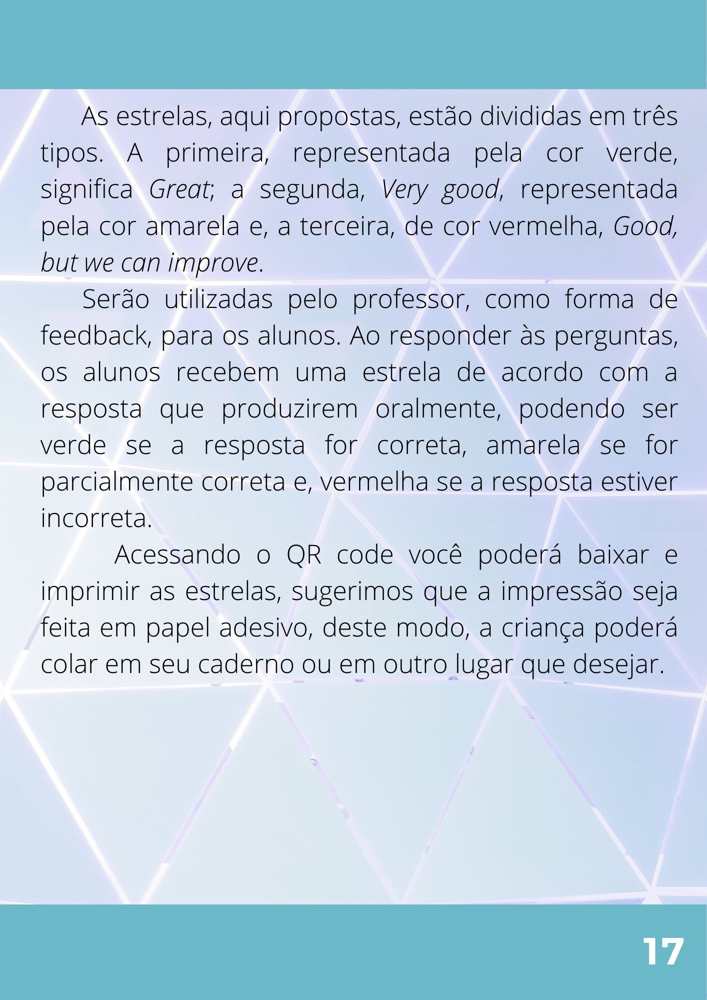 As estrelas, aqui propostas, estão divididas em três
tipos. A primeira, representada pela cor verde,
significa Great; a segunda, Very good, representada
pela cor amarela e, a terceira, de cor vermelha, Good,
but we can improve.
Serão utilizadas pelo professor, como forma de
feedback, para os alunos. Ao responder às perguntas,
os alunos recebem uma estrela de acordo com a
resposta que produzirem oralmente, podendo ser
verde se a resposta for correta, amarela se for
parcialmente correta e, vermelha se a resposta estiver
incorreta.
Acessando o QR code você poderá baixar e
imprimir as estrelas, sugerimos que a impressão seja
feita em papel adesivo, deste modo, a criança poderá
colar em seu caderno ou em outro lugar que desejar.
17